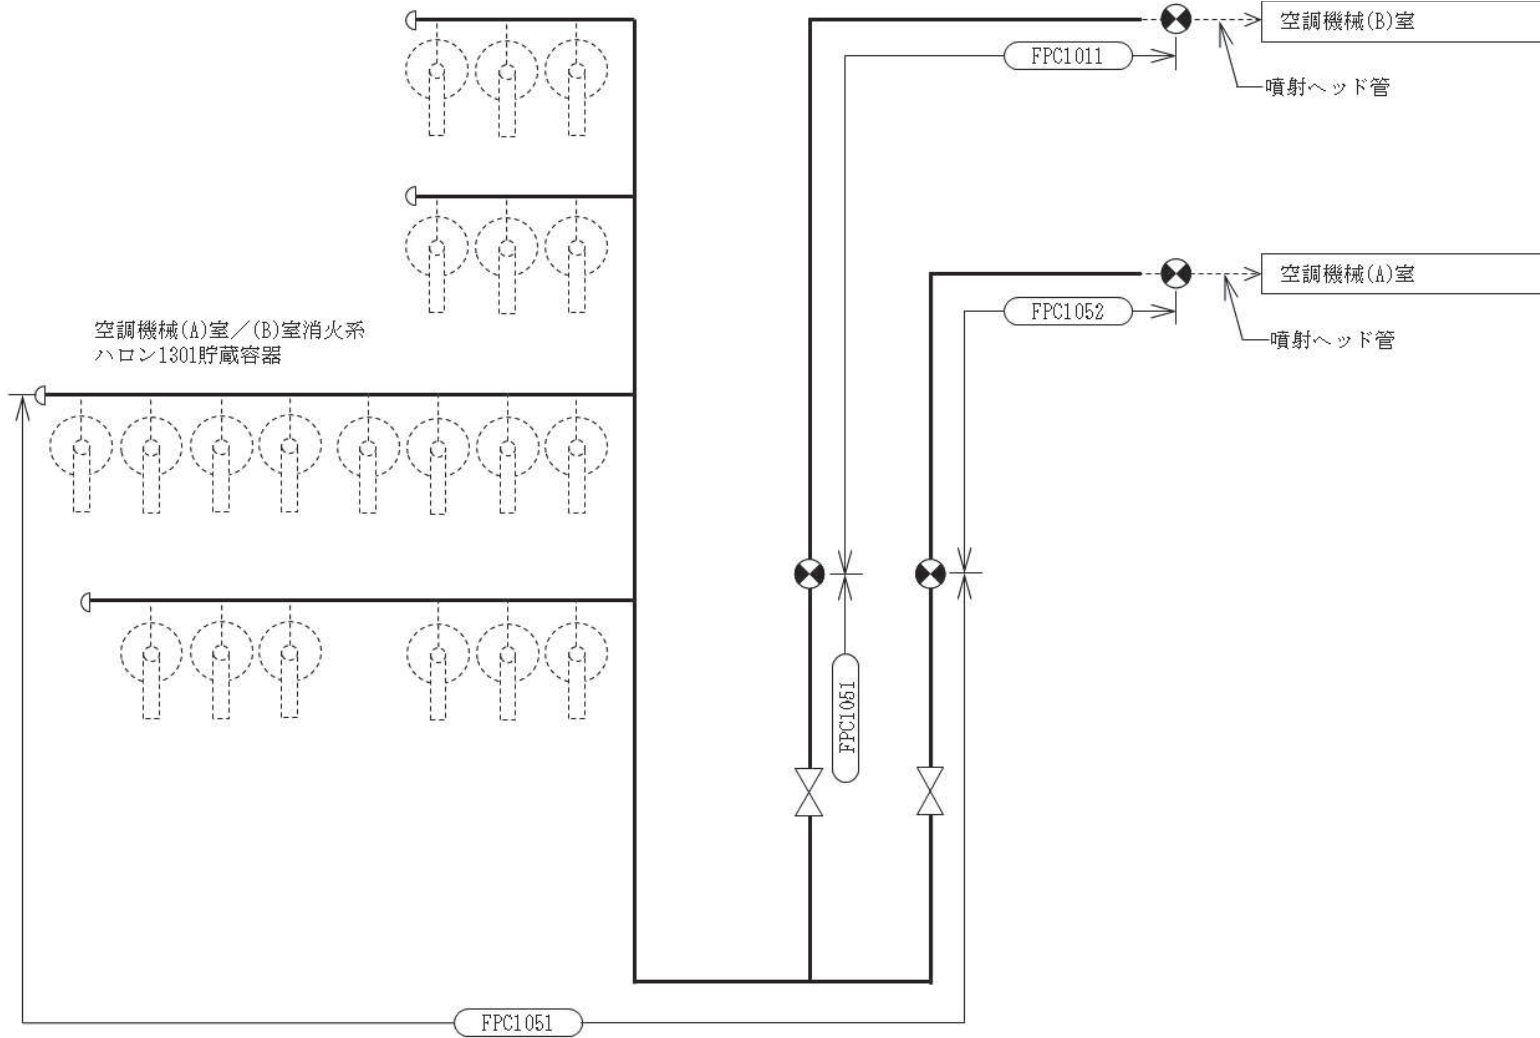 空調機械(B)室
FPC1011
噴射ヘッド管
空調機械(A)室
FPC1052
噴射ヘッド管
空調機械(A)室／(B)室消火系
ハロン1301貯蔵容器
FPC1051
FPC1051